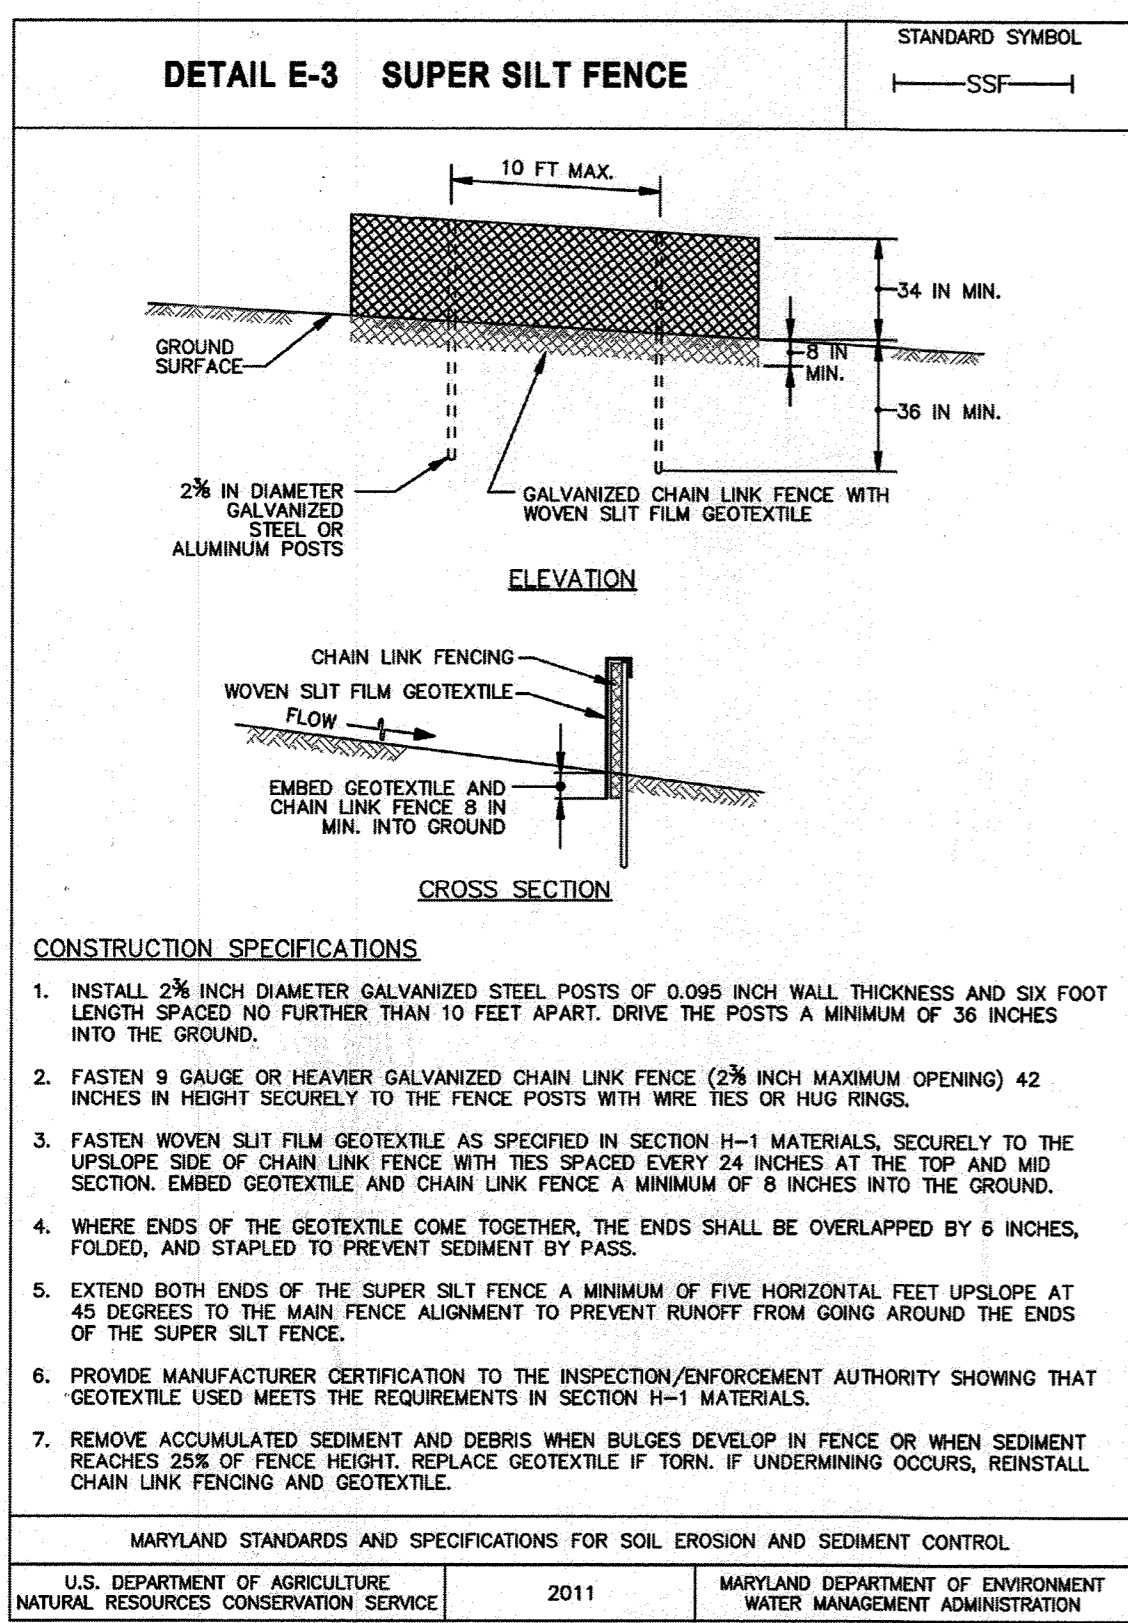 DETAIL E-3 SUPER SILT FENCE
STANDARD SYMBOL
SSF
10 FT MAX.
34 IN MIN.
GROUND
SURFACE
8 IN
MIN.
36 IN MIN.
2⅜ IN DIAMETER
GALVANIZED
STEEL OR
ALUMINUM POSTS
GALVANIZED CHAIN LINK FENCE WITH
WOVEN SLIT FILM GEOTEXTILE
ELEVATION
CHAIN LINK FENCING
WOVEN SLIT FILM GEOTEXTILE
FLOW
EMBED GEOTEXTILE AND
CHAIN LINK FENCE 8 IN
MIN. INTO GROUND
CROSS SECTION
CONSTRUCTION SPECIFICATIONS
1. INSTALL 2⅜ INCH DIAMETER GALVANIZED STEEL POSTS OF 0.095 INCH WALL THICKNESS AND SIX FOOT
LENGTH SPACED NO FURTHER THAN 10 FEET APART. DRIVE THE POSTS A MINIMUM OF 36 INCHES
INTO THE GROUND.
2. FASTEN 9 GAUGE OR HEAVIER GALVANIZED CHAIN LINK FENCE (2⅜ INCH MAXIMUM OPENING) 42
INCHES IN HEIGHT SECURELY TO THE FENCE POSTS WITH WIRE TIES OR HUG RINGS.
3. FASTEN WOVEN SLIT FILM GEOTEXTILE AS SPECIFIED IN SECTION H-1 MATERIALS, SECURELY TO THE
UPSLOPE SIDE OF CHAIN LINK FENCE WITH TIES SPACED EVERY 24 INCHES AT THE TOP AND MID
SECTION. EMBED GEOTEXTILE AND CHAIN LINK FENCE A MINIMUM OF 8 INCHES INTO THE GROUND.
4. WHERE ENDS OF THE GEOTEXTILE COME TOGETHER, THE ENDS SHALL BE OVERLAPPED BY 6 INCHES,
FOLDED, AND STAPLED TO PREVENT SEDIMENT BY PASS.
5. EXTEND BOTH ENDS OF THE SUPER SILT FENCE A MINIMUM OF FIVE HORIZONTAL FEET UPSLOPE AT
45 DEGREES TO THE MAIN FENCE ALIGNMENT TO PREVENT RUNOFF FROM GOING AROUND THE ENDS
OF THE SUPER SILT FENCE.
6. PROVIDE MANUFACTURER CERTIFICATION TO THE INSPECTION/ENFORCEMENT AUTHORITY SHOWING THAT
GEOTEXTILE USED MEETS THE REQUIREMENTS IN SECTION H-1 MATERIALS.
7. REMOVE ACCUMULATED SEDIMENT AND DEBRIS WHEN BULGES DEVELOP IN FENCE OR WHEN SEDIMENT
REACHES 25% OF FENCE HEIGHT. REPLACE GEOTEXTILE IF TORN. IF UNDERMINING OCCURS, REINSTALL
CHAIN LINK FENCING AND GEOTEXTILE.
MARYLAND STANDARDS AND SPECIFICATIONS FOR SOIL EROSION AND SEDIMENT CONTROL
U.S. DEPARTMENT OF AGRICULTURE
NATURAL RESOURCES CONSERVATION SERVICE
2011
MARYLAND DEPARTMENT OF ENVIRONMENT
WATER MANAGEMENT ADMINISTRATION